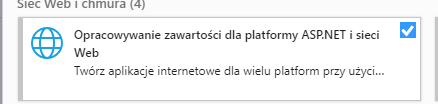 Sieć Web i chmura (4)
Opracowywanie zawartości dla platformy ASP.NET i sieci
Web
Twórz aplikacje internetowe dla wielu platform przy użyci...